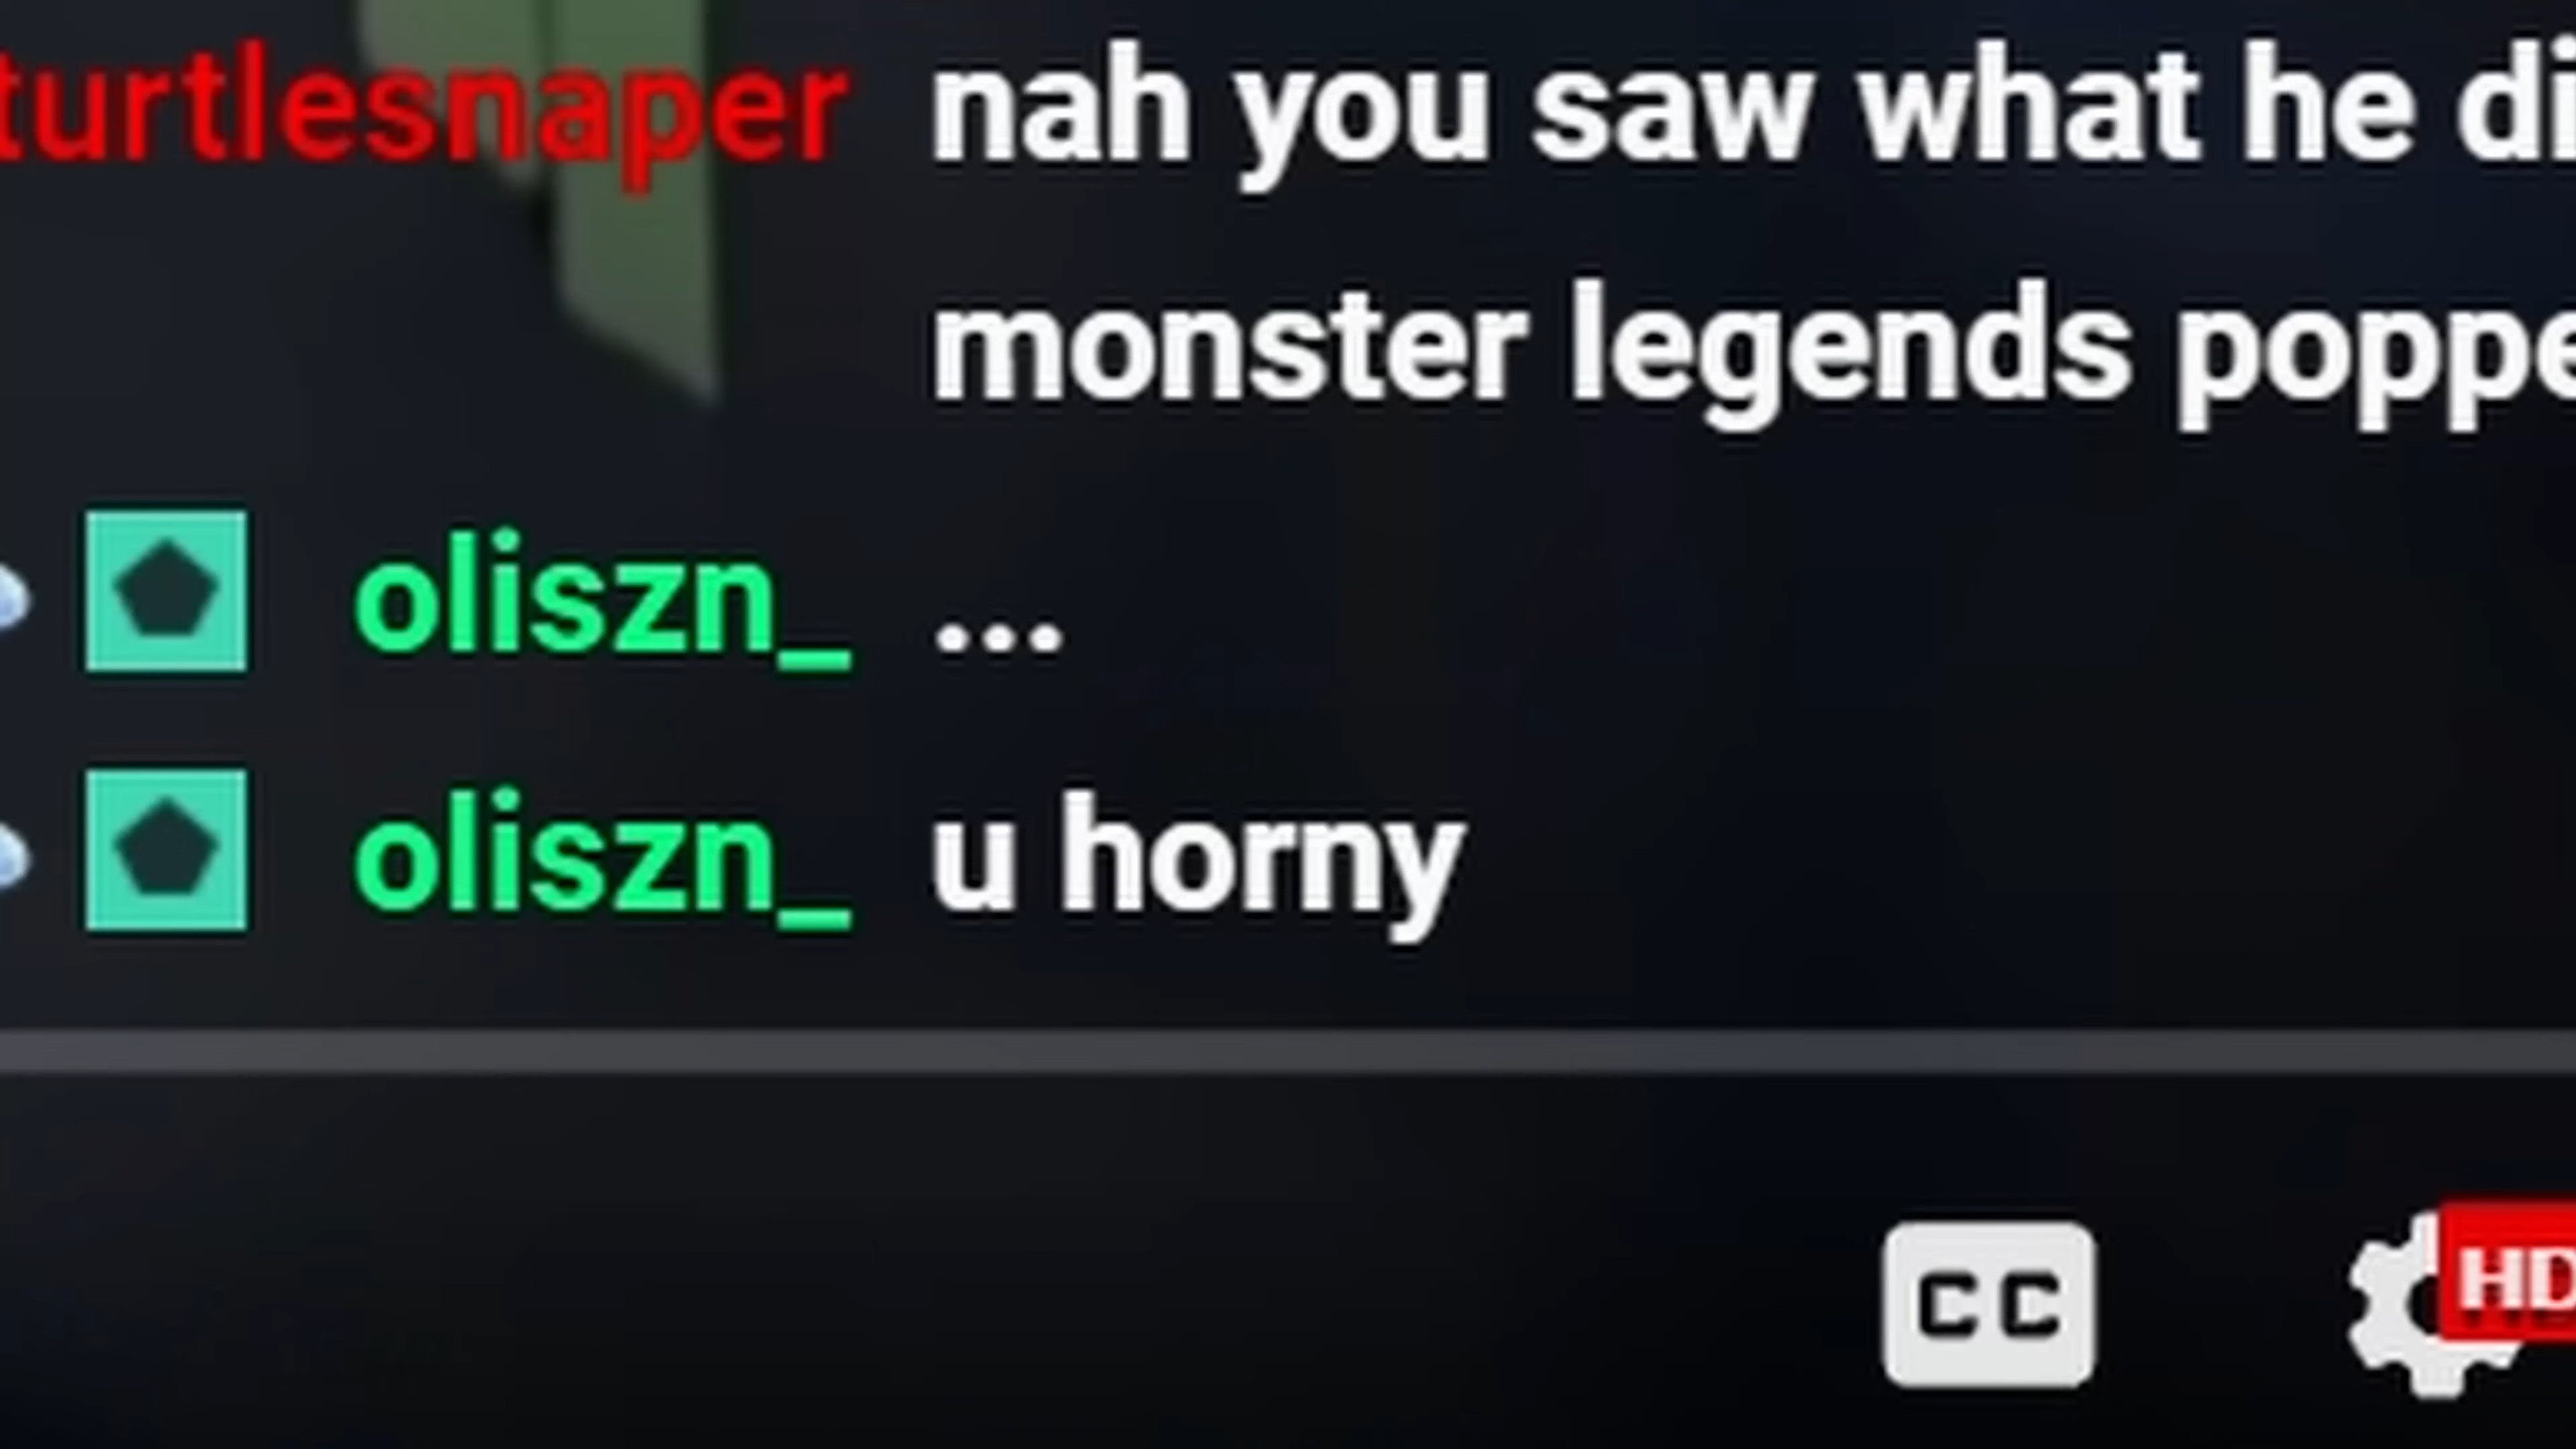 turtlesnaper nah you saw what he di
monster legends poppe
oliszn_ ...
oliszn_ u horny
CC
HD